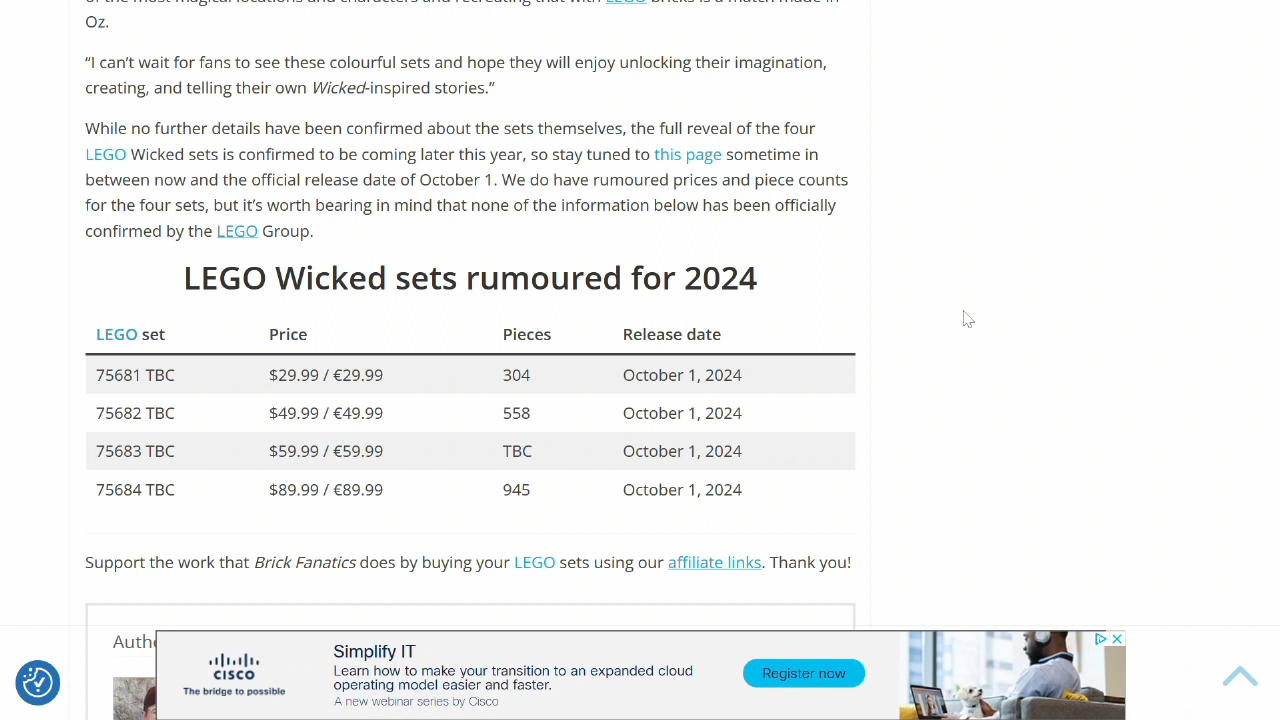 Oz.
“I can’t wait for fans to see these colourful sets and hope they will enjoy unlocking their imagination,
creating, and telling their own Wicked-inspired stories.”
While no further details have been confirmed about the sets themselves, the full reveal of the four
LEGO Wicked sets is confirmed to be coming later this year, so stay tuned to this page sometime in
between now and the official release date of October 1. We do have rumoured prices and piece counts
for the four sets, but it’s worth bearing in mind that none of the information below has been officially
confirmed by the LEGO Group.
LEGO Wicked sets rumoured for 2024
LEGO set Price Pieces Release date
75681 TBC $29.99 / €29.99 304 October 1, 2024
75682 TBC $49.99 / €49.99 558 October 1, 2024
75683 TBC $59.99 / €59.99 TBC October 1, 2024
75684 TBC $89.99 / €89.99 945 October 1, 2024
Support the work that Brick Fanatics does by buying your LEGO sets using our affiliate links. Thank you!
CISCO
The bridge to possible
Simplify IT
Learn how to make your transition to an expanded cloud
operating model easier and faster.
A new webinar series by Cisco
Register now